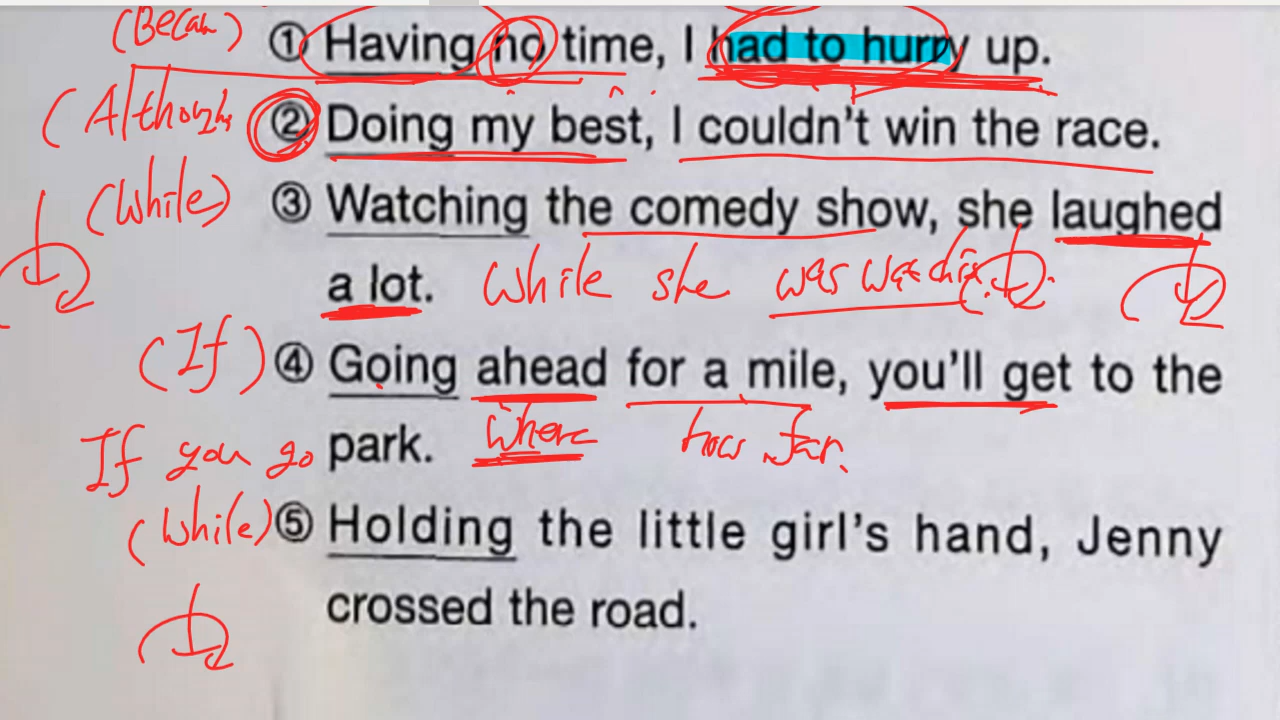 (Becau) ① Having no time, I had to hurry up.
(Although ② Doing my best, I couldn't win the race.
(While) ③ Watching the comedy show, she laughed
a lot. While she was
(If) ④ Going ahead for a mile, you'll get to the
If you go park. Where how far.
(While) ⑤ Holding the little girl's hand, Jenny
crossed the road.